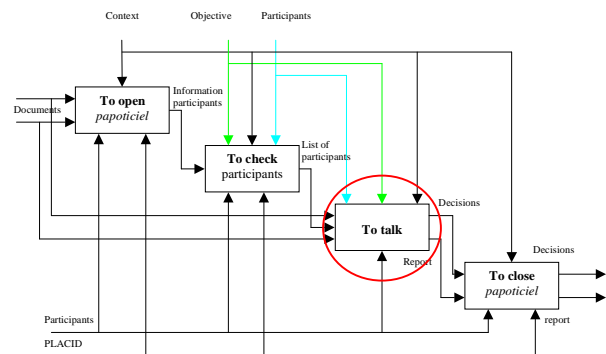 Context
Objective
Participants
Documents
To open
papoticiel
Information
participants
To check
participants
List of
participants
To talk
Decisions
Report
To close
papoticiel
Decisions
report
Participants
PLACID